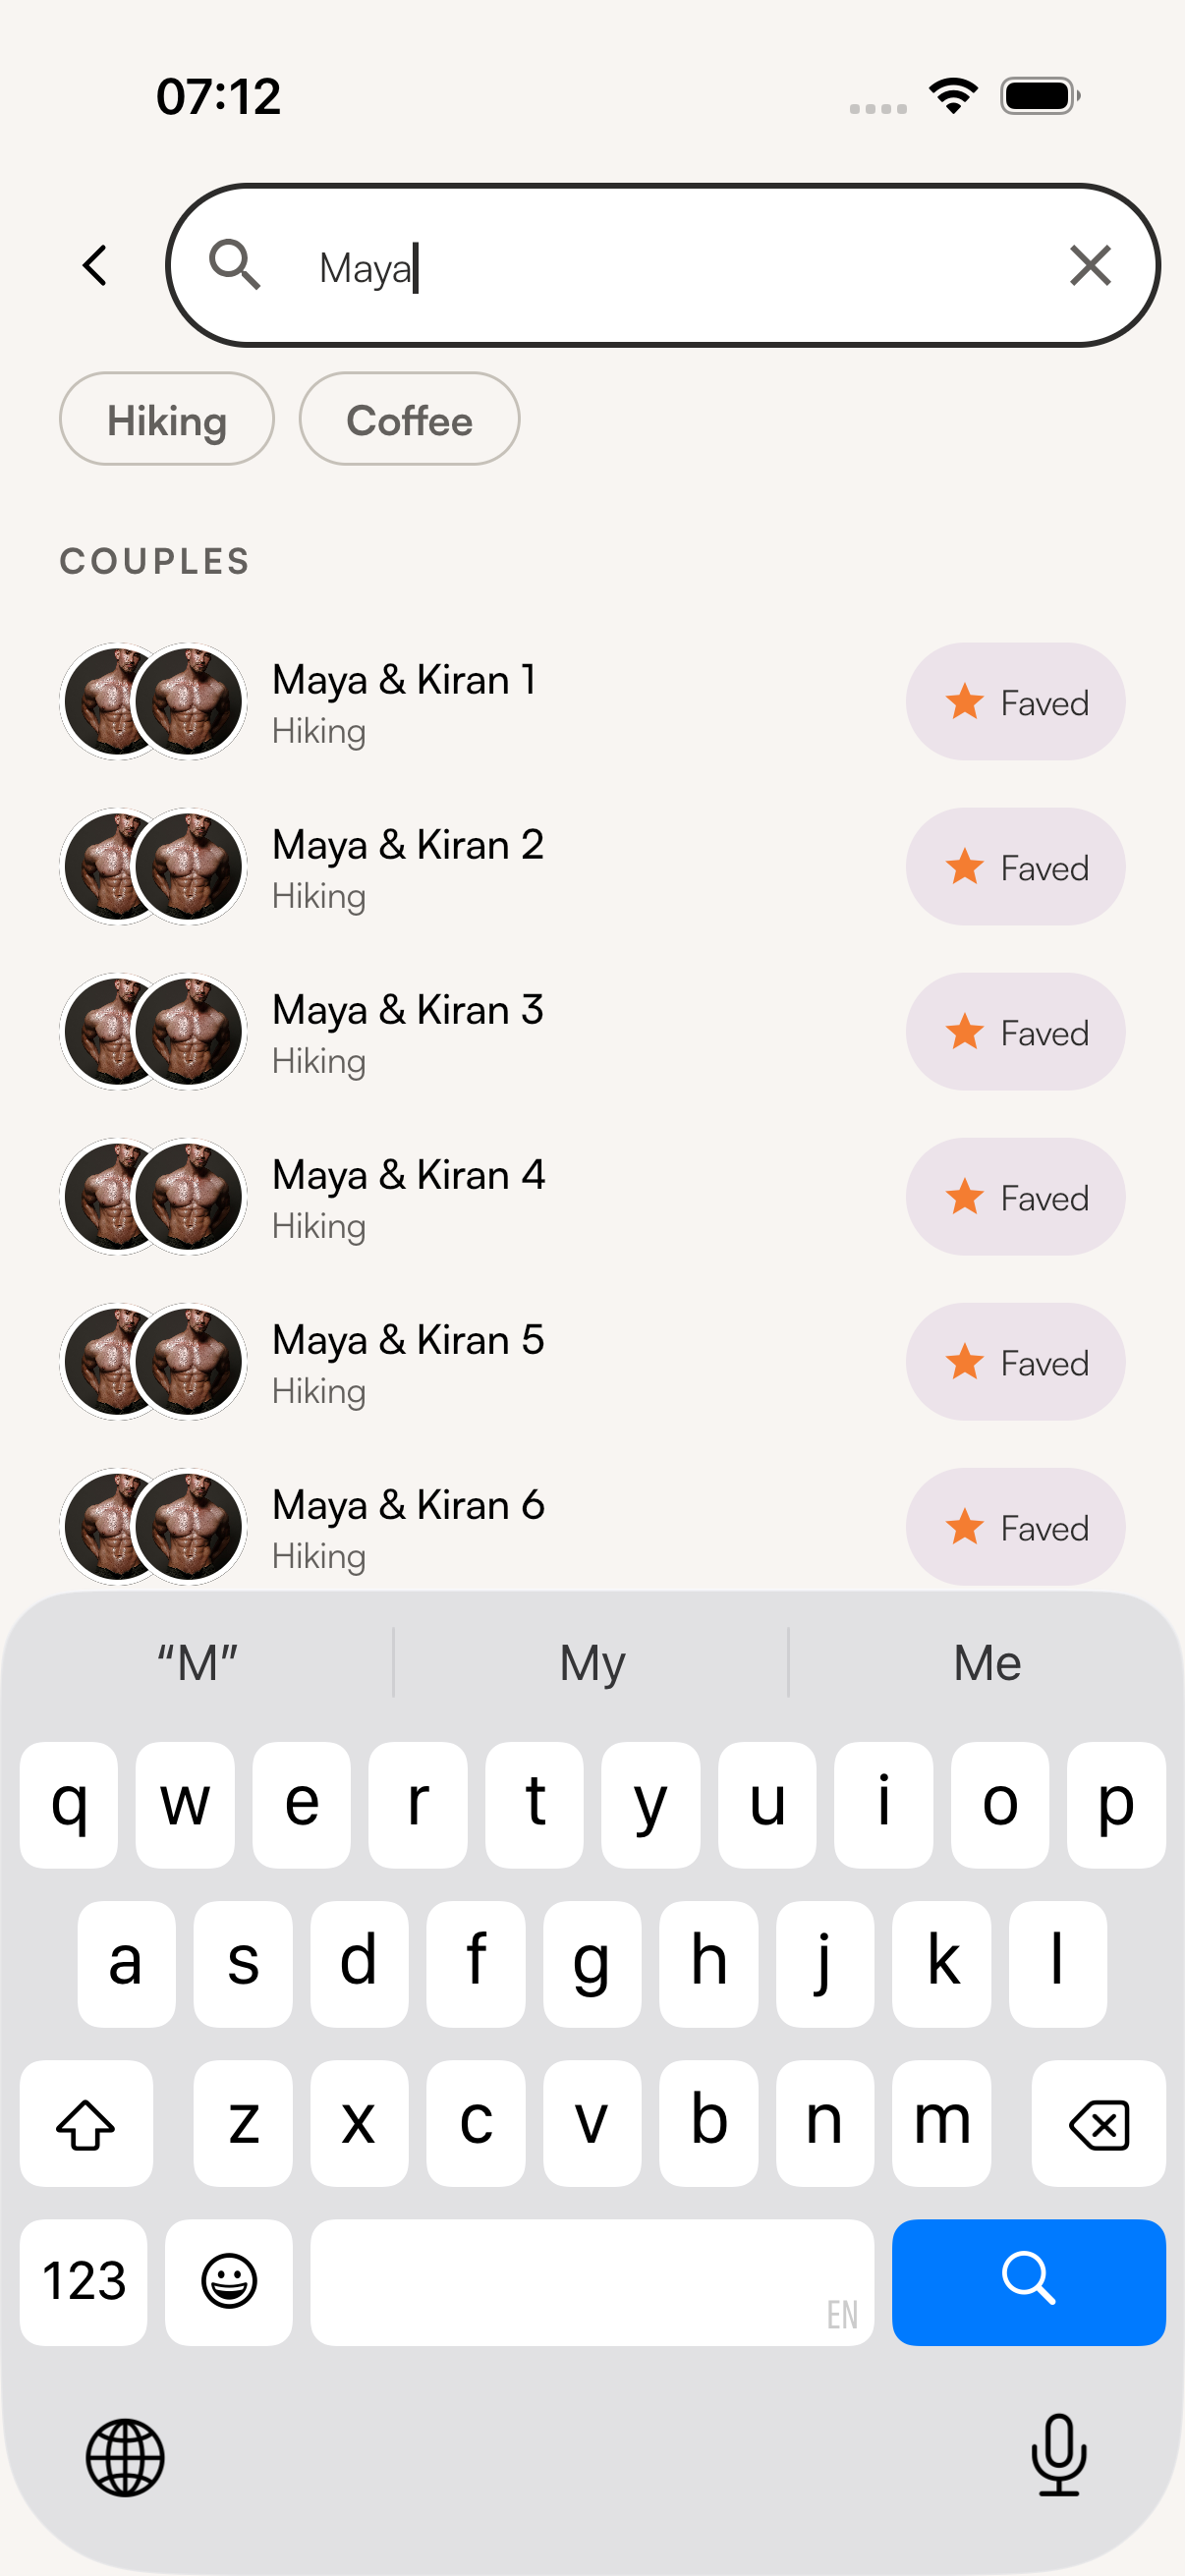 07:12
Maya
Hiking
Coffee
COUPLES
Maya & Kiran 1
Hiking
Faved
Maya & Kiran 2
Hiking
Faved
Maya & Kiran 3
Hiking
Faved
Maya & Kiran 4
Hiking
Faved
Maya & Kiran 5
Hiking
Faved
Maya & Kiran 6
Hiking
Faved
“M” My Me
q w e r t y u i o p
a s d f g h j k l
z x c v b n m
123 EN